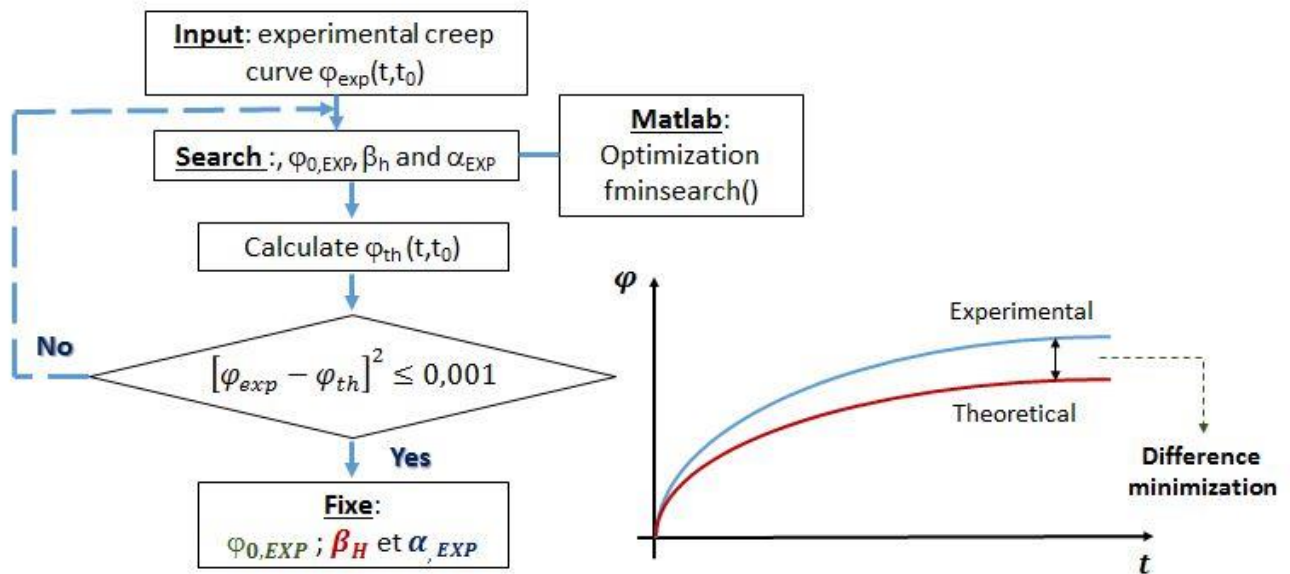 Input: experimental creep
curve φexp(t,t0)
Search :, φ0,EXP, βh and αEXP
Matlab:
Optimization
fminsearch()
Calculate φth (t,t0)
No
[φexp − φth]² ≤ 0,001
Yes
Fixe:
φ0,EXP ; βH et α,EXP
φ
Experimental
Theoretical
Difference
minimization
t